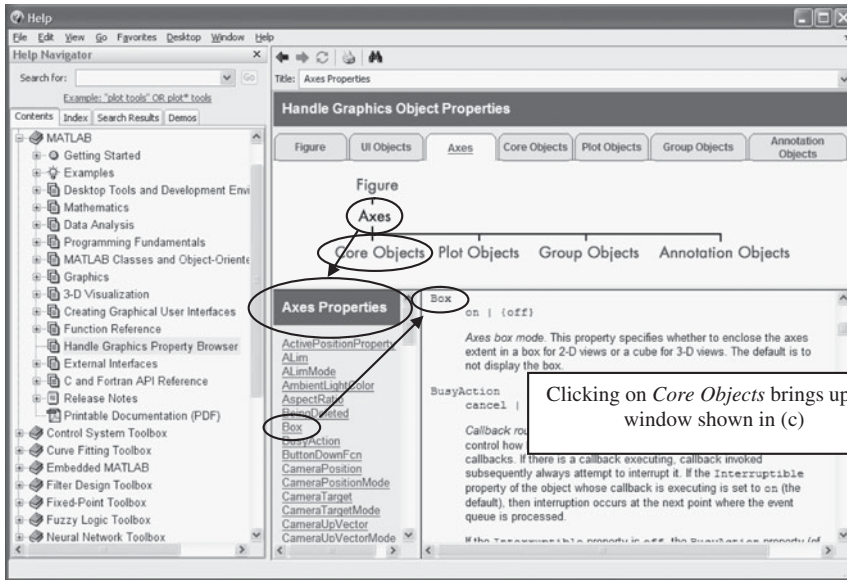 Help
File Edit View Go Favorites Desktop Window Help
Help Navigator
Search for: Go
Example: "plot tools" OR plot* tools
Contents Index Search Results Demos
MATLAB
Getting Started
Examples
Desktop Tools and Development Envi
Mathematics
Data Analysis
Programming Fundamentals
MATLAB Classes and Object-Oriente
Graphics
3-D Visualization
Creating Graphical User Interfaces
Function Reference
Handle Graphics Property Browser
External Interfaces
C and Fortran API Reference
Release Notes
Printable Documentation (PDF)
Control System Toolbox
Curve Fitting Toolbox
Embedded MATLAB
Filter Design Toolbox
Fixed-Point Toolbox
Fuzzy Logic Toolbox
Neural Network Toolbox
Title: Axes Properties
Handle Graphics Object Properties
Figure UI Objects Axes Core Objects Plot Objects Group Objects Annotation Objects
Figure
Axes
Core Objects Plot Objects Group Objects Annotation Objects
Axes Properties
ActivePositionProperty
ALim
ALimMode
AmbientLightColor
AspectRatio
BeingDeleted
Box
BusyAction
ButtonDownFcn
CameraPosition
CameraPositionMode
CameraTarget
CameraTargetMode
CameraUpVector
CameraUpVectorMode
Box
on | {off}
Axes box mode. This property specifies whether to enclose the axes
extent in a box for 2-D views or a cube for 3-D views. The default is to
not display the box.
BusyAction
cancel |
Callback rou
control how
callbacks. If there is a callback executing, callback invoked
subsequently always attempt to interrupt it. If the Interruptible
property of the object whose callback is executing is set to on (the
default), then interruption occurs at the next point where the event
queue is processed.
If the Interruptible property is off, the BusyAction property (of
Clicking on Core Objects brings up
window shown in (c)